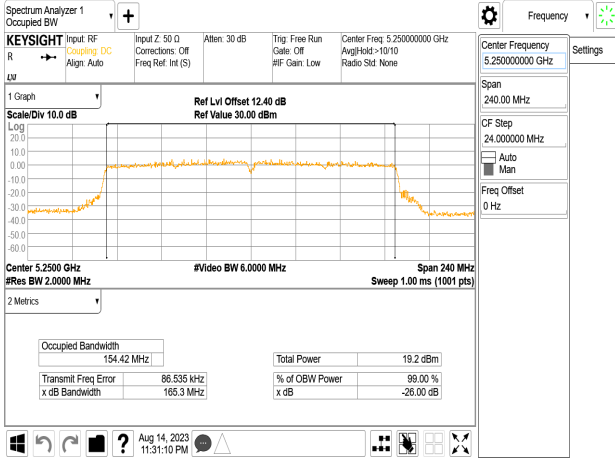 Spectrum Analyzer 1
Occupied BW
KEYSIGHT
R
LXI
Input: RF
Coupling: DC
Align: Auto
Input Z: 50 Ω
Corrections: Off
Freq Ref: Int (S)
Atten: 30 dB
Trig: Free Run
Gate: Off
#IF Gain: Low
Center Freq: 5.250000000 GHz
Avg|Hold:>10/10
Radio Std: None
1 Graph
Scale/Div 10.0 dB
Ref Lvl Offset 12.40 dB
Ref Value 30.00 dBm
Log
20.0
10.0
0.00
-10.0
-20.0
-30.0
-40.0
-50.0
-60.0
Center 5.2500 GHz
#Res BW 2.0000 MHz
#Video BW 6.0000 MHz
Span 240 MHz
Sweep 1.00 ms (1001 pts)
2 Metrics
Occupied Bandwidth
154.42 MHz
Transmit Freq Error 86.535 kHz
x dB Bandwidth 165.3 MHz
Total Power 19.2 dBm
% of OBW Power 99.00 %
x dB -26.00 dB
Aug 14, 2023
11:31:10 PM
Frequency
Center Frequency
5.250000000 GHz
Span
240.00 MHz
CF Step
24.000000 MHz
Auto
Man
Freq Offset
0 Hz
Settings